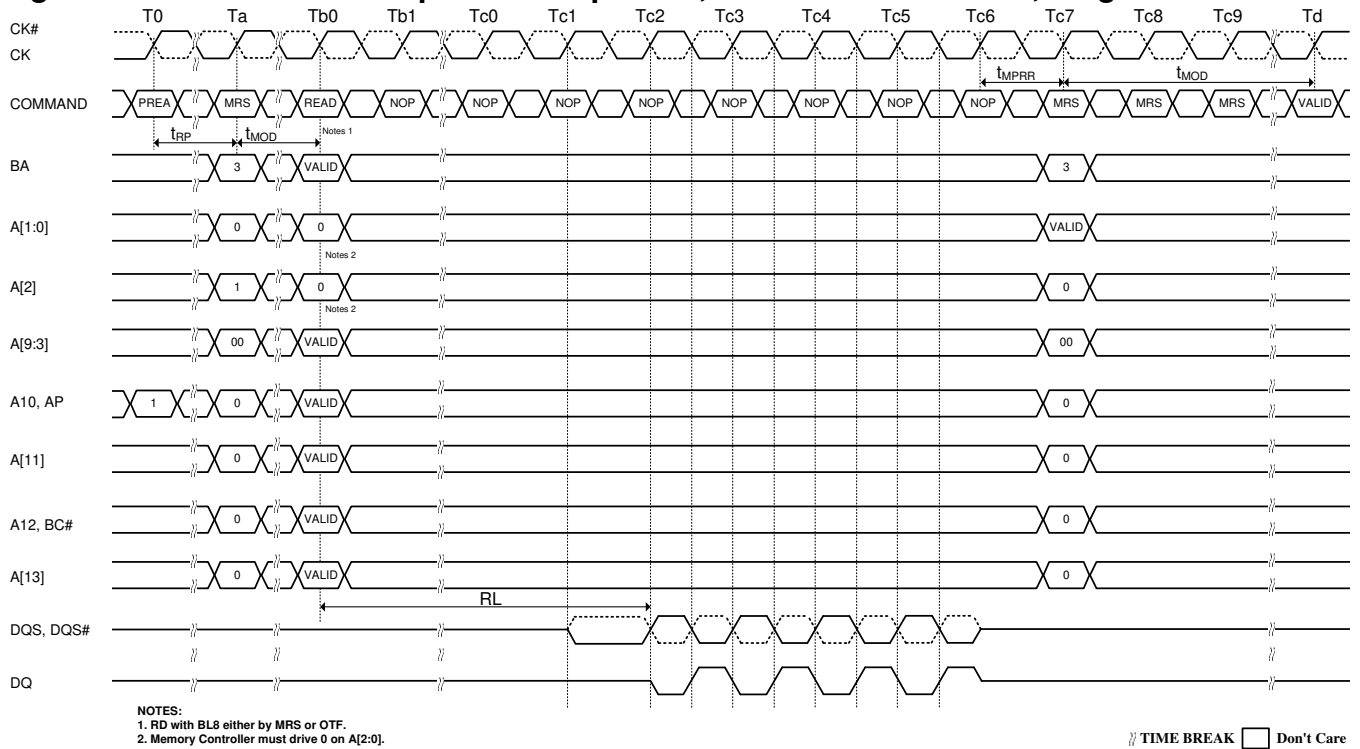 T0 Ta Tb0 Tb1 Tc0 Tc1 Tc2 Tc3 Tc4 Tc5 Tc6 Tc7 Tc8 Tc9 Td
CK#
CK
tMPRR tMOD
COMMAND PREA MRS READ NOP NOP NOP NOP NOP NOP NOP NOP MRS MRS MRS VALID
tRP tMOD Notes 1
BA 3 VALID 3
A[1:0] 0 0 VALID
Notes 2
A[2] 1 0 0
Notes 2
A[9:3] 00 VALID 00
A10, AP 1 0 VALID 0
A[11] 0 VALID 0
A12, BC# 0 VALID 0
A[13] 0 VALID 0
RL
DQS, DQS#
DQ
NOTES:
1. RD with BL8 either by MRS or OTF.
2. Memory Controller must drive 0 on A[2:0].
TIME BREAK Don't Care